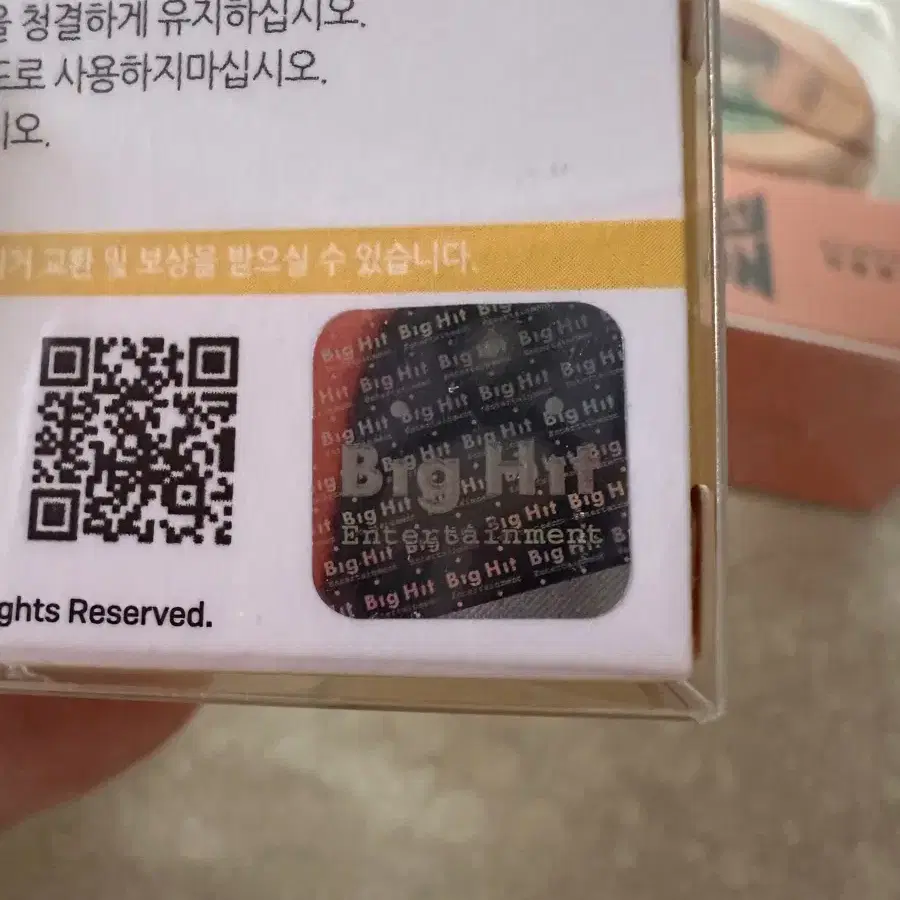 을 청결하게 유지하십시오.
도로 사용하지마십시오.
시오.
교환 및 보상을 받으실 수 있습니다.
Big Hit
Entertainment
ghts Reserved.